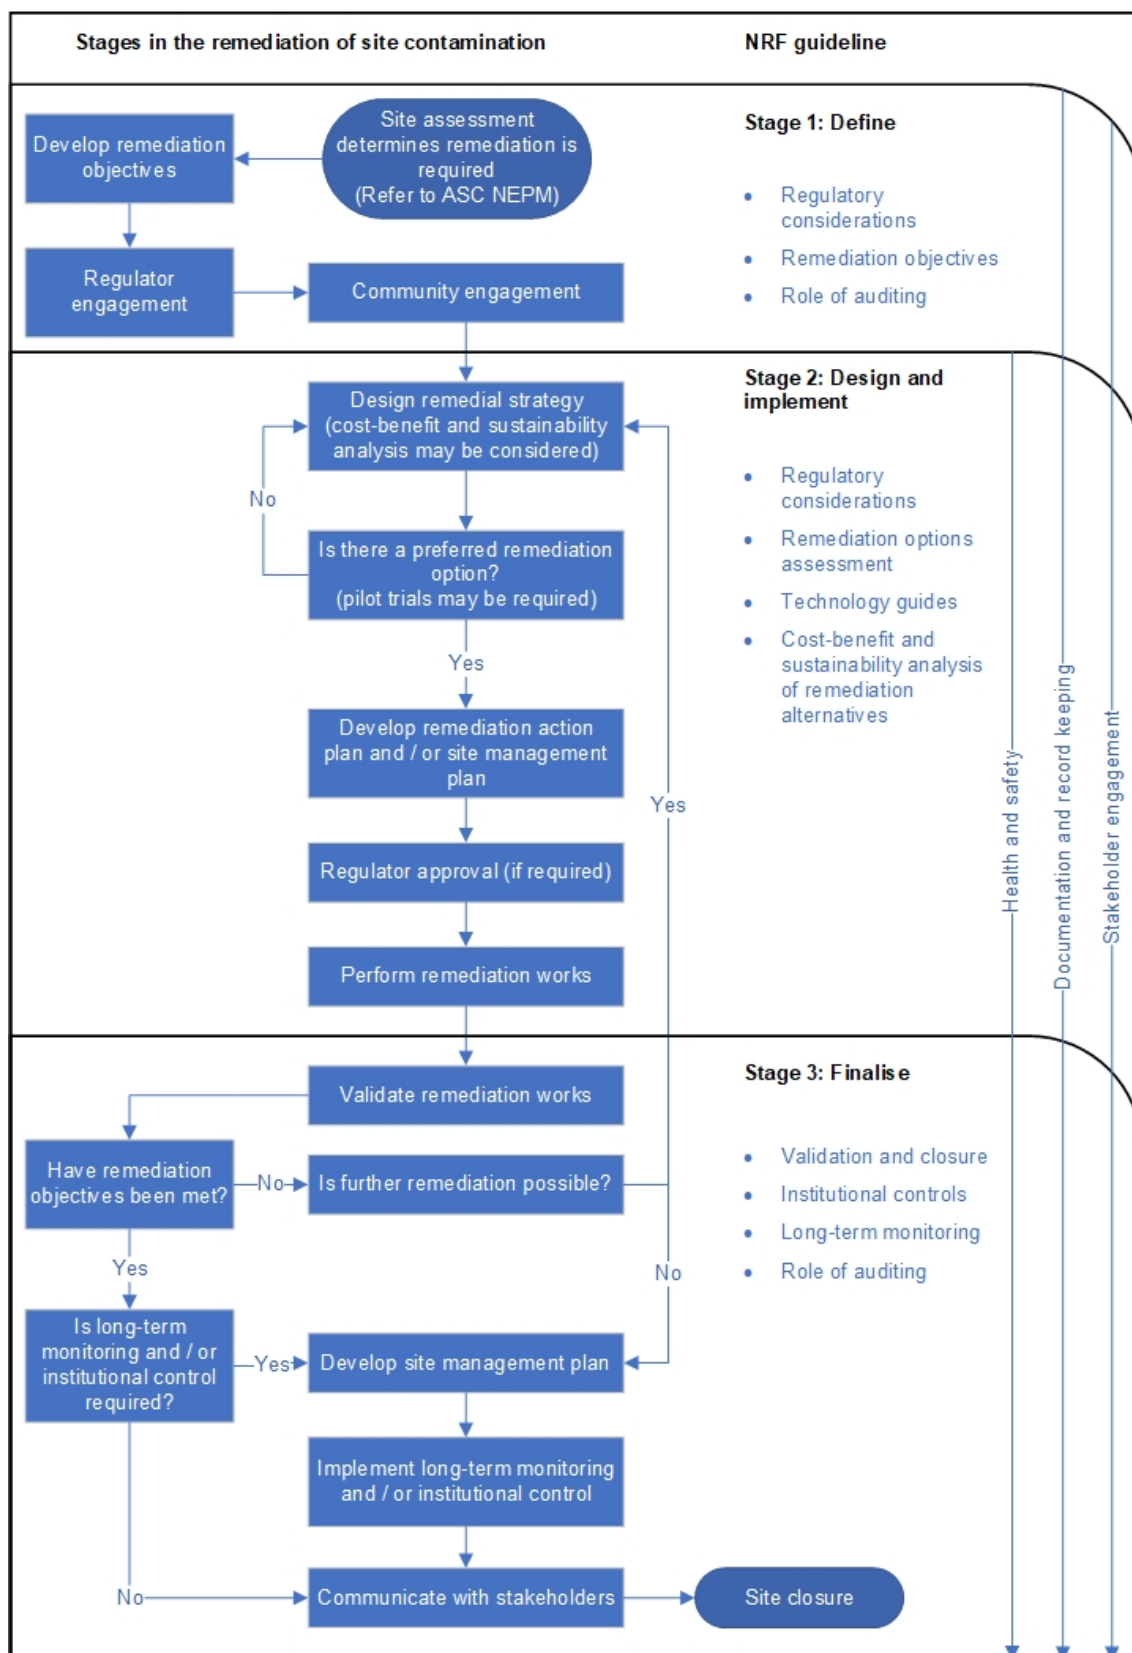 Stages in the remediation of site contamination
NRF guideline
Site assessment
determines remediation is
required
(Refer to ASC NEPM)
Develop remediation
objectives
Regulator
engagement
Community engagement
Stage 1: Define
• Regulatory
considerations
• Remediation objectives
• Role of auditing
Design remedial strategy
(cost-benefit and sustainability
analysis may be considered)
No
Is there a preferred remediation
option?
(pilot trials may be required)
Yes
Develop remediation action
plan and / or site management
plan
Regulator approval (if required)
Perform remediation works
Yes
Stage 2: Design and
implement
• Regulatory
considerations
• Remediation options
assessment
• Technology guides
• Cost-benefit and
sustainability analysis
of remediation
alternatives
Health and safety
Documentation and record keeping
Stakeholder engagement
Validate remediation works
Have remediation
objectives been met?
No
Is further remediation possible?
Yes
No
Is long-term
monitoring and / or
institutional control
required?
Yes
Develop site management plan
Implement long-term monitoring
and / or institutional control
No
Communicate with stakeholders
Site closure
Stage 3: Finalise
• Validation and closure
• Institutional controls
• Long-term monitoring
• Role of auditing